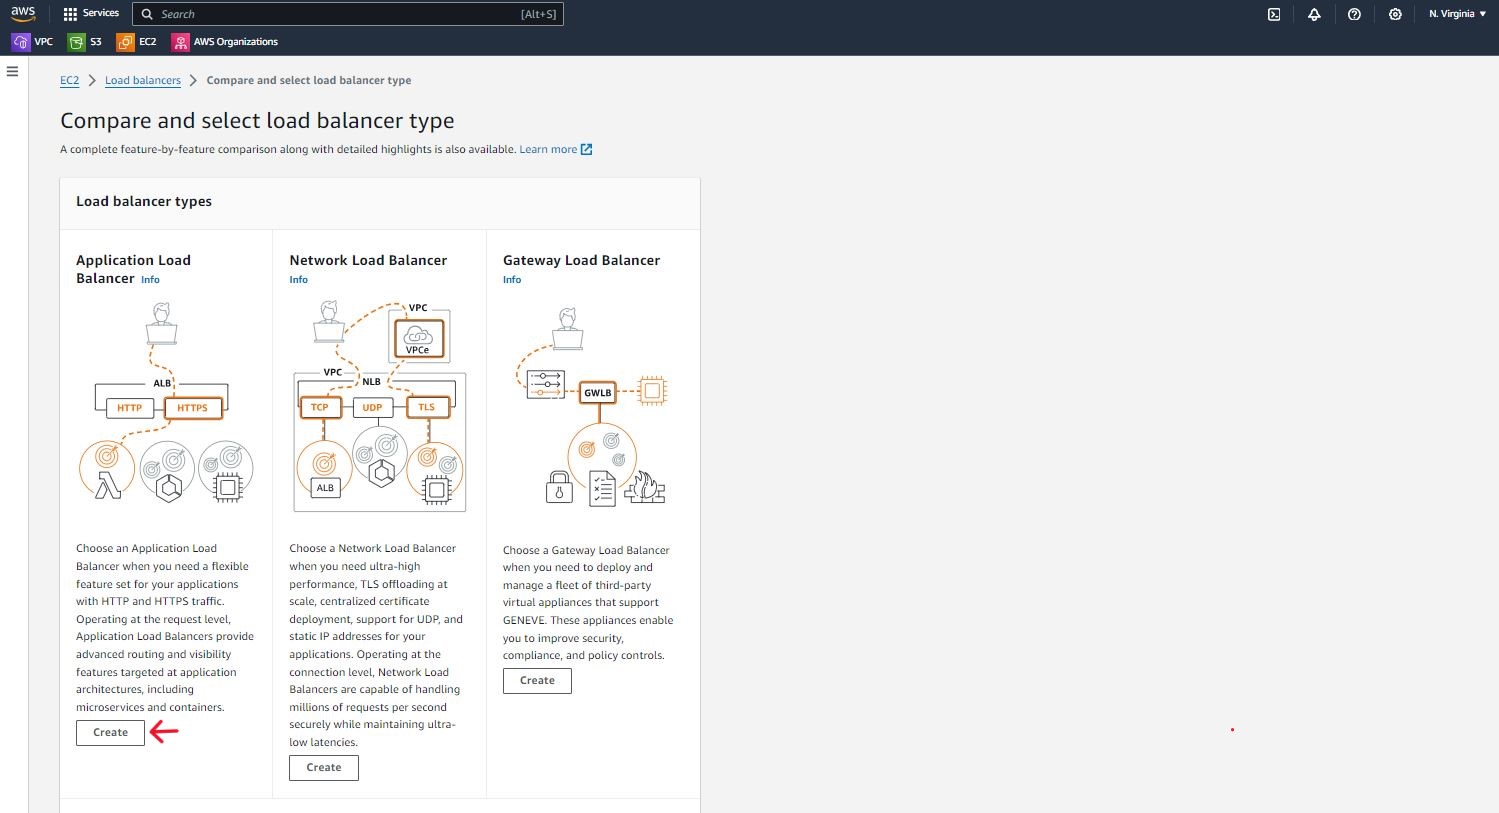 aws Services Search [Alt+S] N. Virginia
VPC S3 EC2 AWS Organizations
EC2 Load balancers Compare and select load balancer type
Compare and select load balancer type
A complete feature-by-feature comparison along with detailed highlights is also available. Learn more
Load balancer types
Application Load
Balancer Info
ALB
HTTP HTTPS
Choose an Application Load
Balancer when you need a flexible
feature set for your applications
with HTTP and HTTPS traffic.
Operating at the request level,
Application Load Balancers provide
advanced routing and visibility
features targeted at application
architectures, including
microservices and containers.
Create
Network Load Balancer
Info
VPC
VPCe
VPC
NLB
TCP UDP TLS
ALB
Choose a Network Load Balancer
when you need ultra-high
performance, TLS offloading at
scale, centralized certificate
deployment, support for UDP, and
static IP addresses for your
applications. Operating at the
connection level, Network Load
Balancers are capable of handling
millions of requests per second
securely while maintaining ultra-
low latencies.
Create
Gateway Load Balancer
Info
GWLB
Choose a Gateway Load Balancer
when you need to deploy and
manage a fleet of third-party
virtual appliances that support
GENEVE. These appliances enable
you to improve security,
compliance, and policy controls.
Create